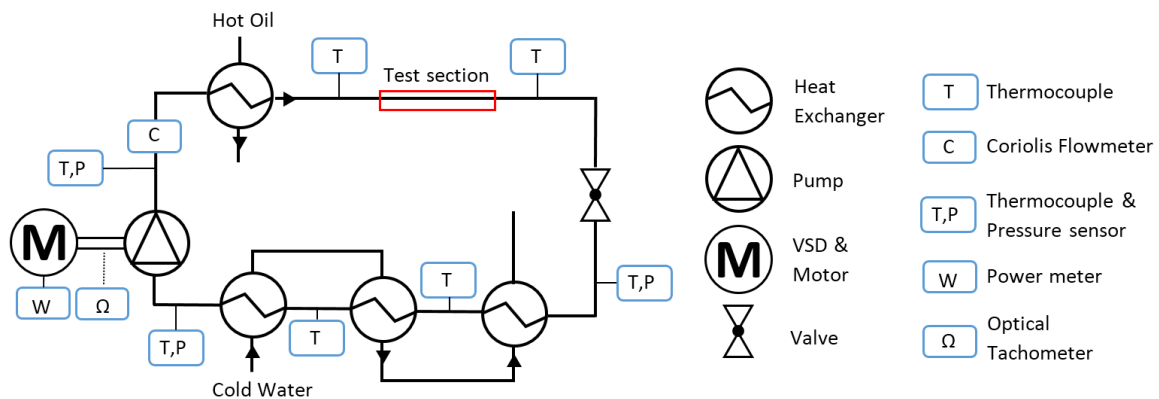 Hot Oil
T
Test section
T
C
T,P
M
W
Ω
T,P
T
T
T,P
Cold Water
Heat
Exchanger
Pump
M
VSD &
Motor
Valve
T
Thermocouple
C
Coriolis Flowmeter
T,P
Thermocouple &
Pressure sensor
W
Power meter
Ω
Optical
Tachometer